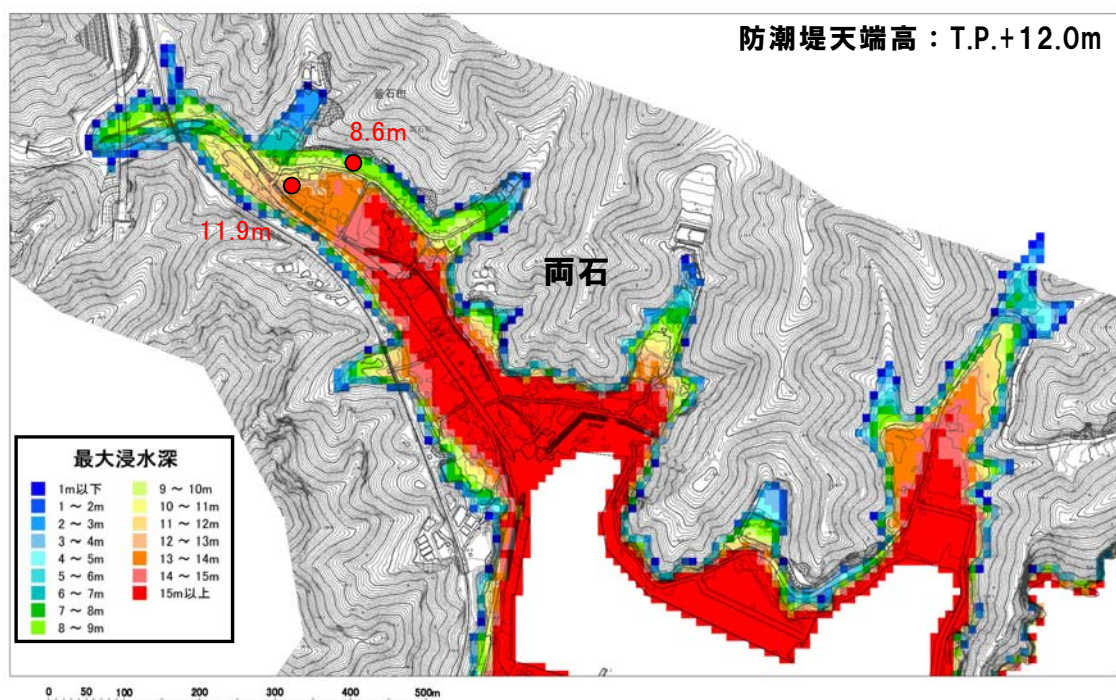 防潮堤天端高：T.P.+12.0m
釜石市
8.6m
11.9m
両石
最大浸水深
1m以下
1 ～ 2m
2 ～ 3m
3 ～ 4m
4 ～ 5m
5 ～ 6m
6 ～ 7m
7 ～ 8m
8 ～ 9m
9 ～ 10m
10 ～ 11m
11 ～ 12m
12 ～ 13m
13 ～ 14m
14 ～ 15m
15m以上
0 50 100 200 300 400 500m